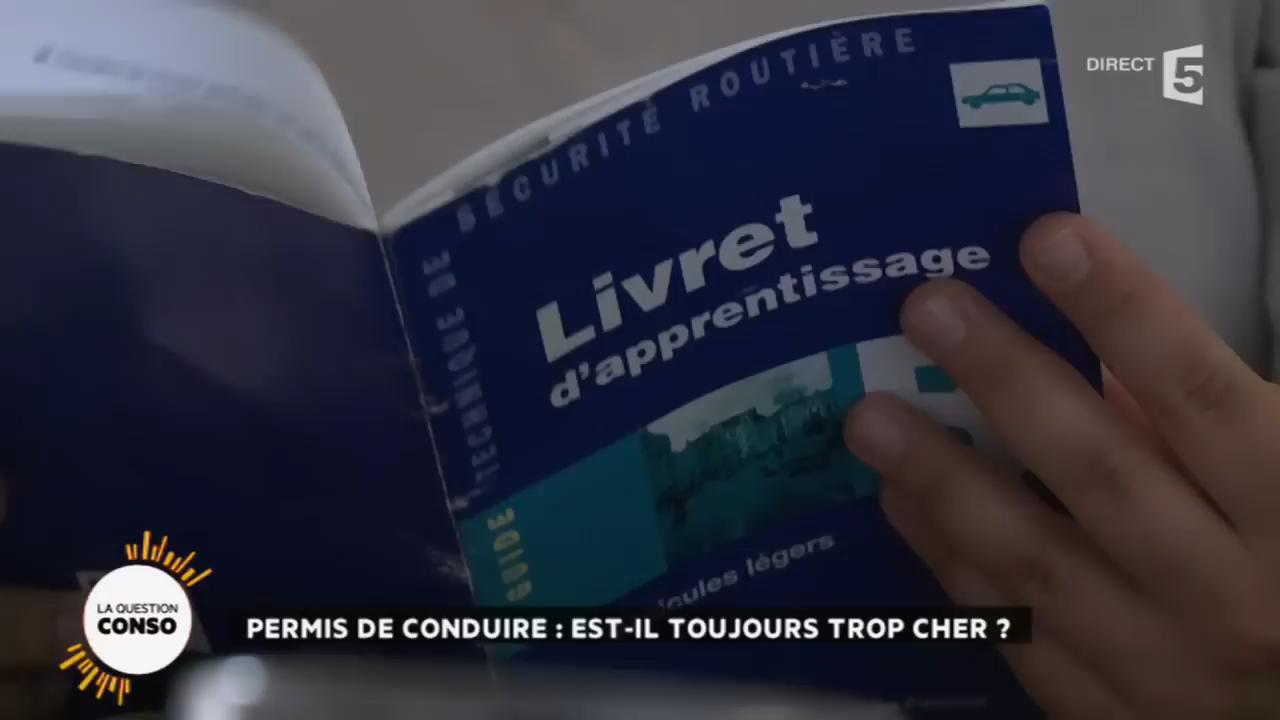 DIRECT 5
TECHNIQUE DE SÉCURITÉ ROUTIÈRE
Livret
d'apprentissage
GUIDE
légers
LA QUESTION
CONSO
PERMIS DE CONDUIRE : EST-IL TOUJOURS TROP CHER ?